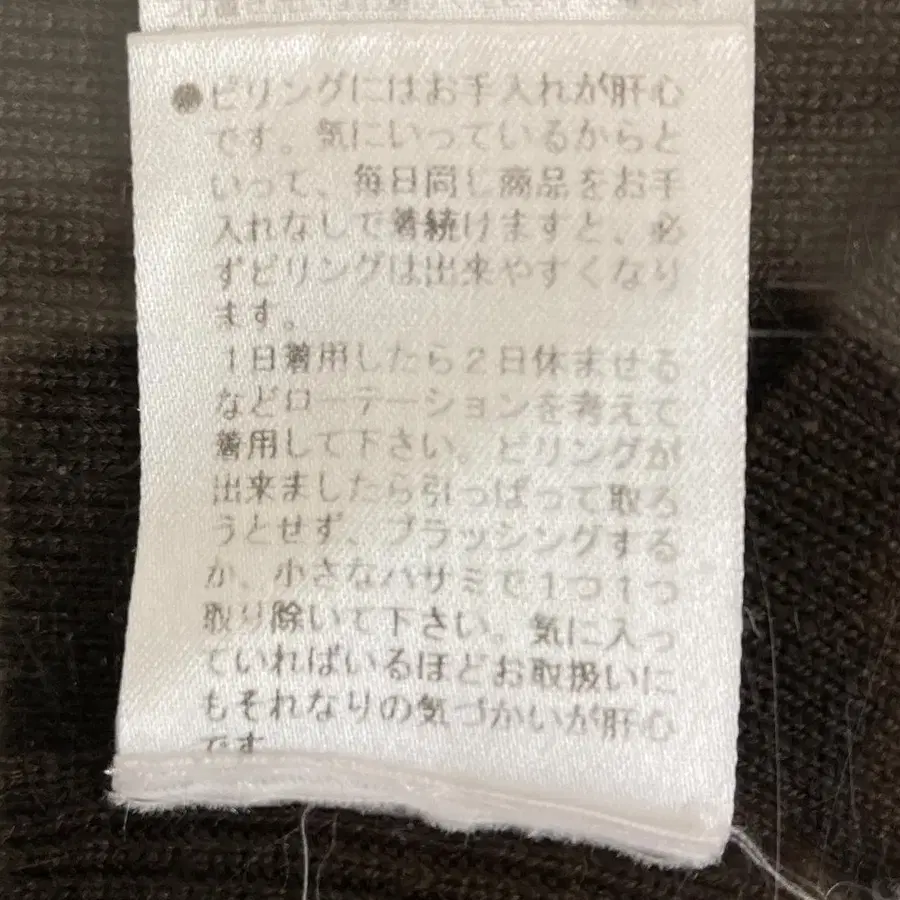 ●ピリングにはお手入れが肝心
です。気にいっているからと
いって、毎日同じ商品をお手
入れなしで着続けますと、必
ずピリングは出来やすくなり
ます。
1日着用したら2日休ませる
などローテーションを考えて
着用して下さい。ピリングが
出来ましたら引っぱって取ろ
うとせず、ブラッシングする
か、小さなハサミで1つ1つ
取り除いて下さい。気に入っ
ていればいるほどお取扱いに
もそれなりの気づかいが肝心
です